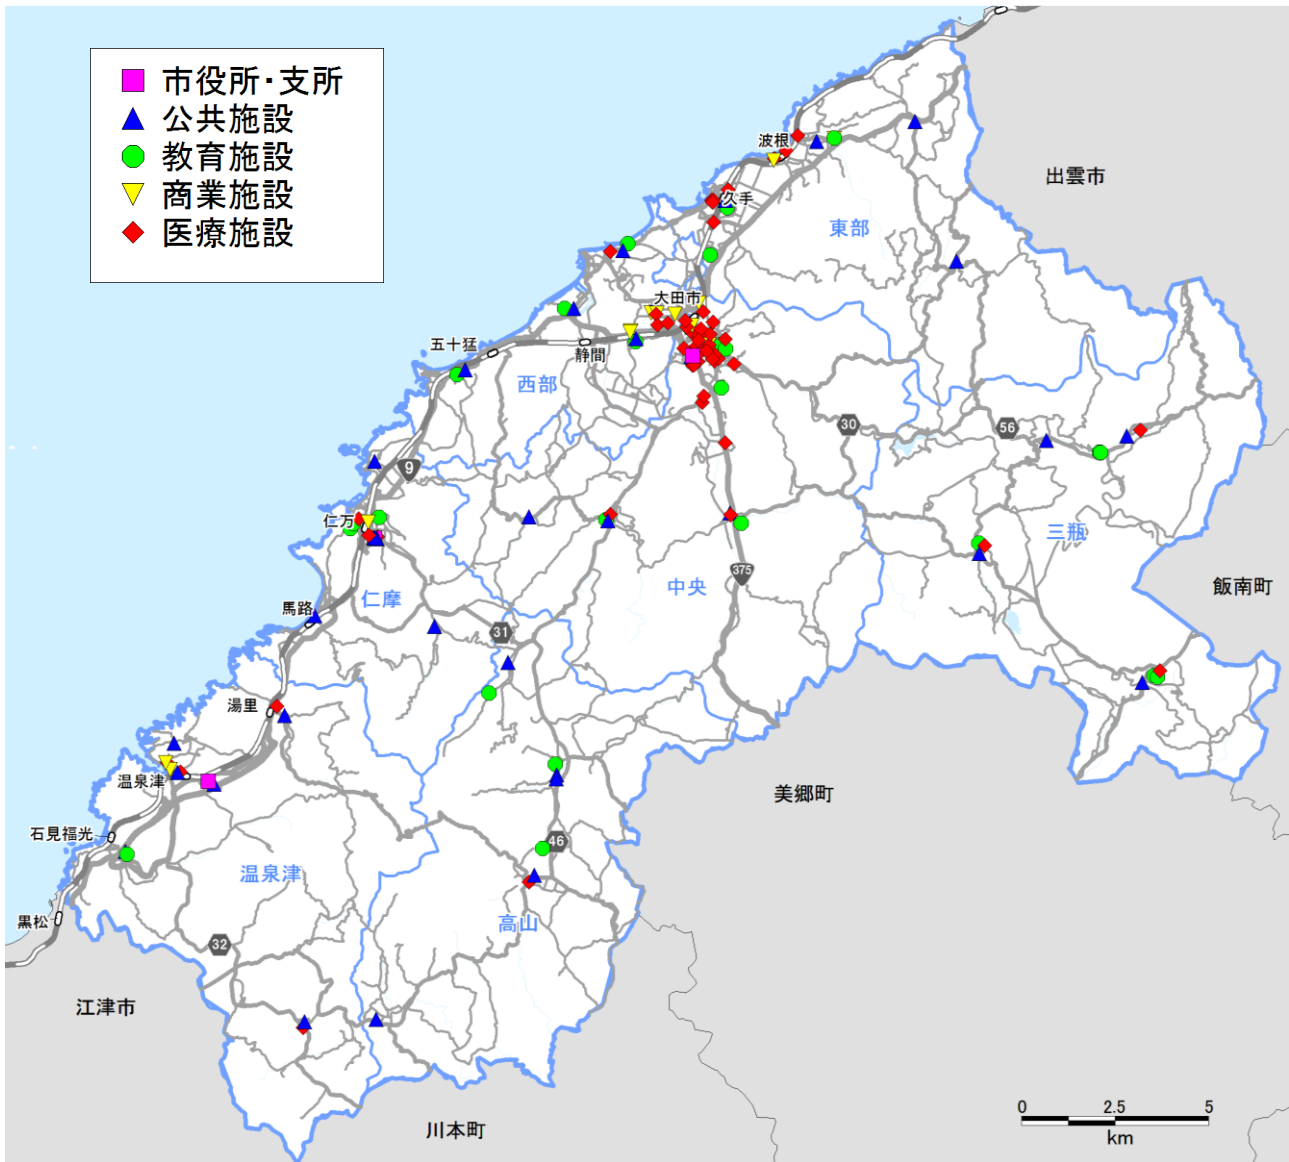 市役所・支所
公共施設
教育施設
商業施設
医療施設
波根
出雲市
久手
東部
大田市
五十猛
静間
西部
30
56
9
仁万
三瓶
375
中央
飯南町
仁摩
馬路
31
湯里
温泉津
美郷町
石見福光
46
温泉津
高山
黒松
32
江津市
川本町
0 2.5 5
km